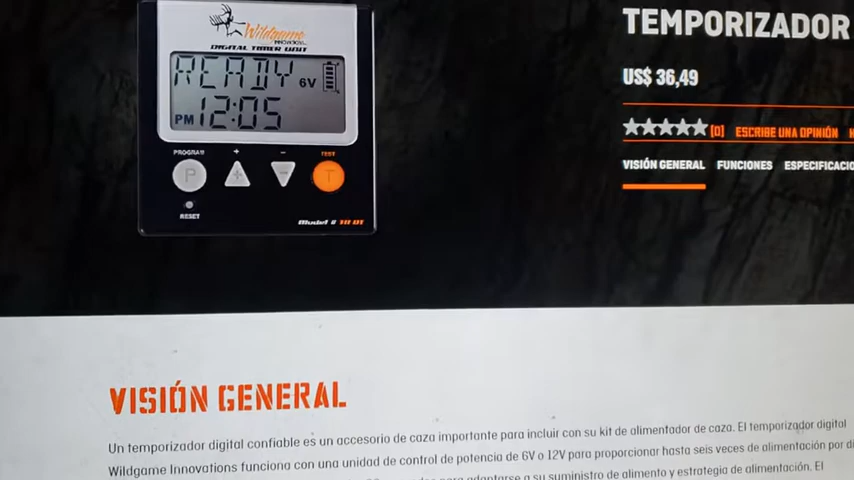 Wildgame
INNOVATIONS
DIGITAL TIMER UNIT
READY 6V
PM 12:05
PROGRAM + - TEST
P + - T
RESET
Model # TH DT
TEMPORIZADOR
US$ 36,49
★★★★★ [0] ESCRIBE UNA OPINIÓN
VISIÓN GENERAL FUNCIONES
VISIÓN GENERAL
Un temporizador digital confiable es un accesorio de caza importante para incluir con su kit de alimentador de caza. El temporizador digital
Wildgame Innovations funciona con una unidad de control de potencia de 6V o 12V para proporcionar hasta seis veces de alimentación por
para adaptarse a su suministro de alimento y estrategia de alimentación. El